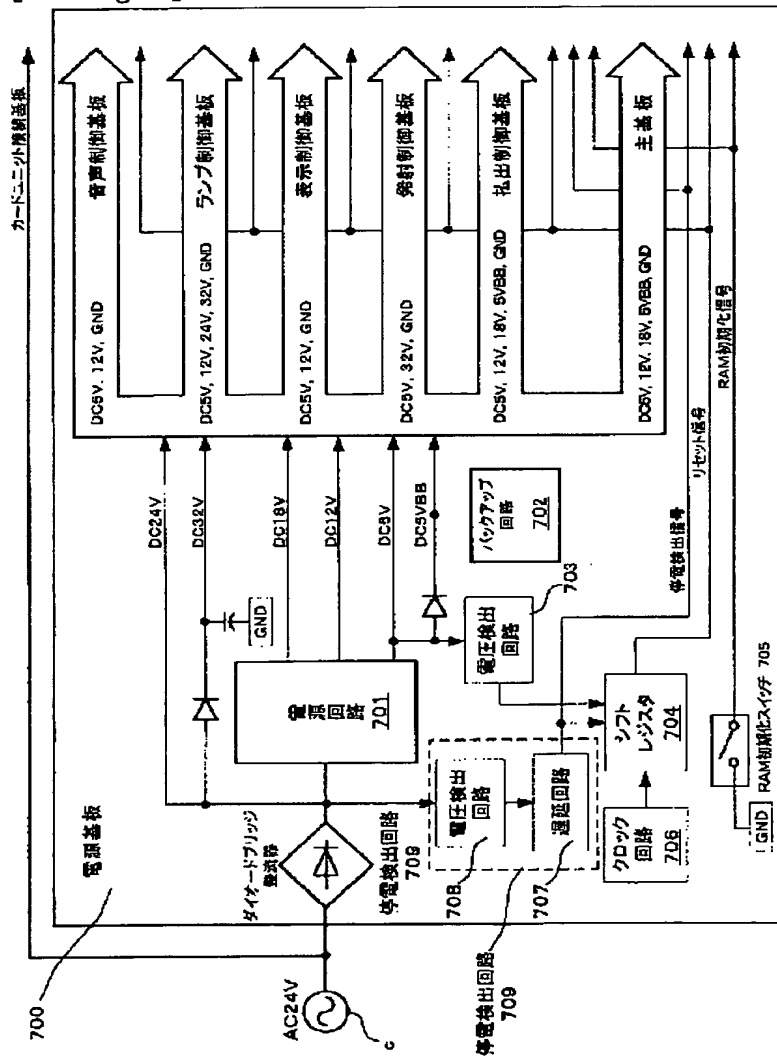 カードユニット接続基板
700
電源基板
AC24V
c
ダイオードブリッジ
整流器
電源回路
701
DC24V
DC32V
GND
DC18V
DC12V
DC5V
DC5VBB
バックアップ
回路
702
703
電圧検出
回路
停電検出回路
709
電圧検出
回路
708
遅延回路
707
停電検出回路
709
シフト
レジスタ
704
クロック
回路
706
GND
RAM初期化スイッチ 705
停電検出信号
リセット信号
RAM初期化信号
DC5V, 12V, GND
音声制御基板
DC5V, 12V, 24V, 32V, GND
ランプ制御基板
DC5V, 12V, GND
表示制御基板
DC5V, 32V, GND
発射制御基板
DC5V, 12V, 18V, 5VBB, GND
払出制御基板
DC5V, 12V, 18V, 5VBB, GND
主基板